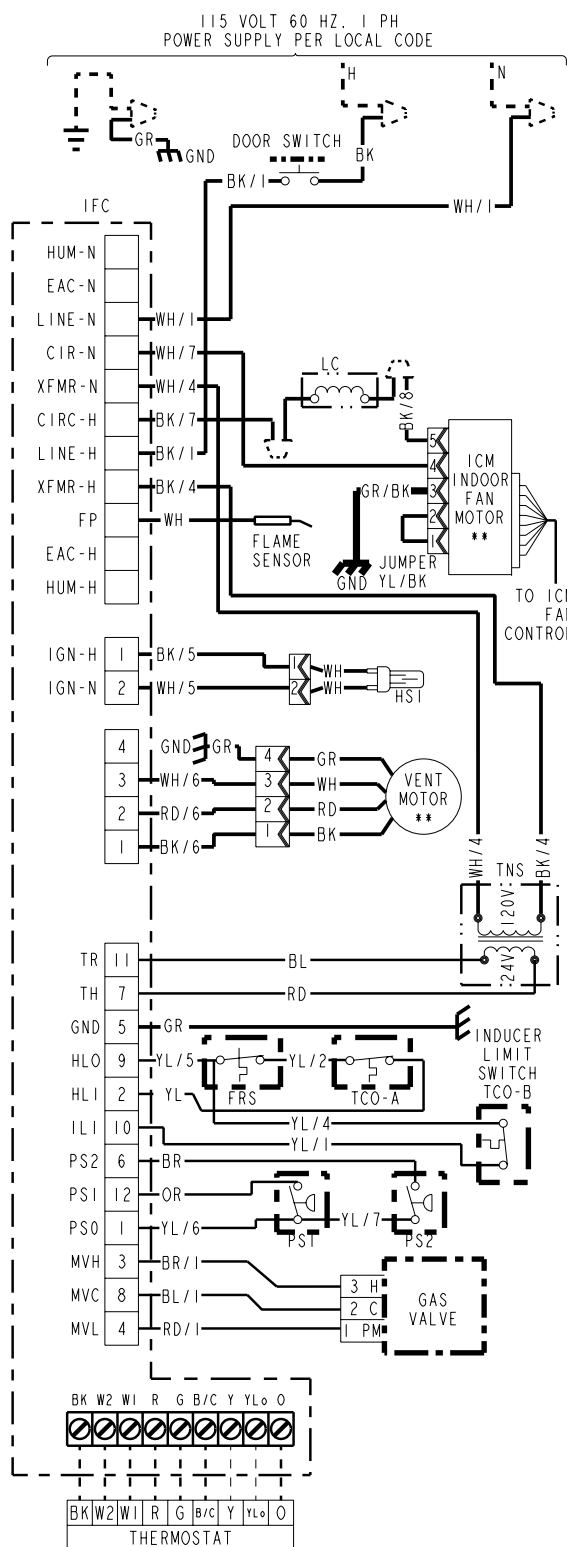 115 VOLT 60 HZ. 1 PH
POWER SUPPLY PER LOCAL CODE
H
N
GR
GND
DOOR SWITCH
BK
BK/1
WH/1
IFC
HUM-N
EAC-N
LINE-N
WH/1
CIR-N
WH/7
XFMR-N
WH/4
CIRC-H
BK/7
LINE-H
BK/1
XFMR-H
BK/4
FP
WH
EAC-H
HUM-H
LC
BK/8
5
4
3
2
1
ICM
INDOOR
FAN
MOTOR
**
GR/BK
GND
JUMPER
YL/BK
FLAME
SENSOR
TO ICM
FAN
CONTROL
IGN-H 1 BK/5
IGN-N 2 WH/5
1
2
WH
WH
HSI
4 GND GR 4 GR
3 WH/6 3 WH
2 RD/6 2 RD
1 BK/6 1 BK
VENT
MOTOR
**
WH/4
BK/4
TNS
120V
24V
TR 11 BL
TH 7 RD
GND 5 GR
HLO 9 YL/5
YL/2
FRS
TCO-A
HLI 2 YL
INDUCER
LIMIT
SWITCH
TCO-B
YL/4
ILI 10
YL/1
PS2 6 BR
PS1 12 OR
PSO 1 YL/6
YL/7
PS1
PS2
MVH 3 BR/1
MVC 8 BL/1
MVL 4 RD/1
3 H
2 C
1 PM
GAS
VALVE
BK W2 W1 R G B/C Y YLo O
BK W2 W1 R G B/C Y YLo O
THERMOSTAT